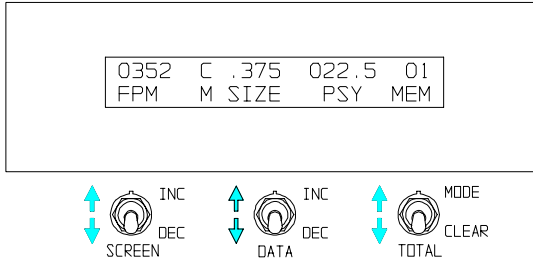 0352 C .375 022.5 01
FPM M SIZE PSY MEM
INC INC MODE
DEC DEC CLEAR
SCREEN DATA TOTAL